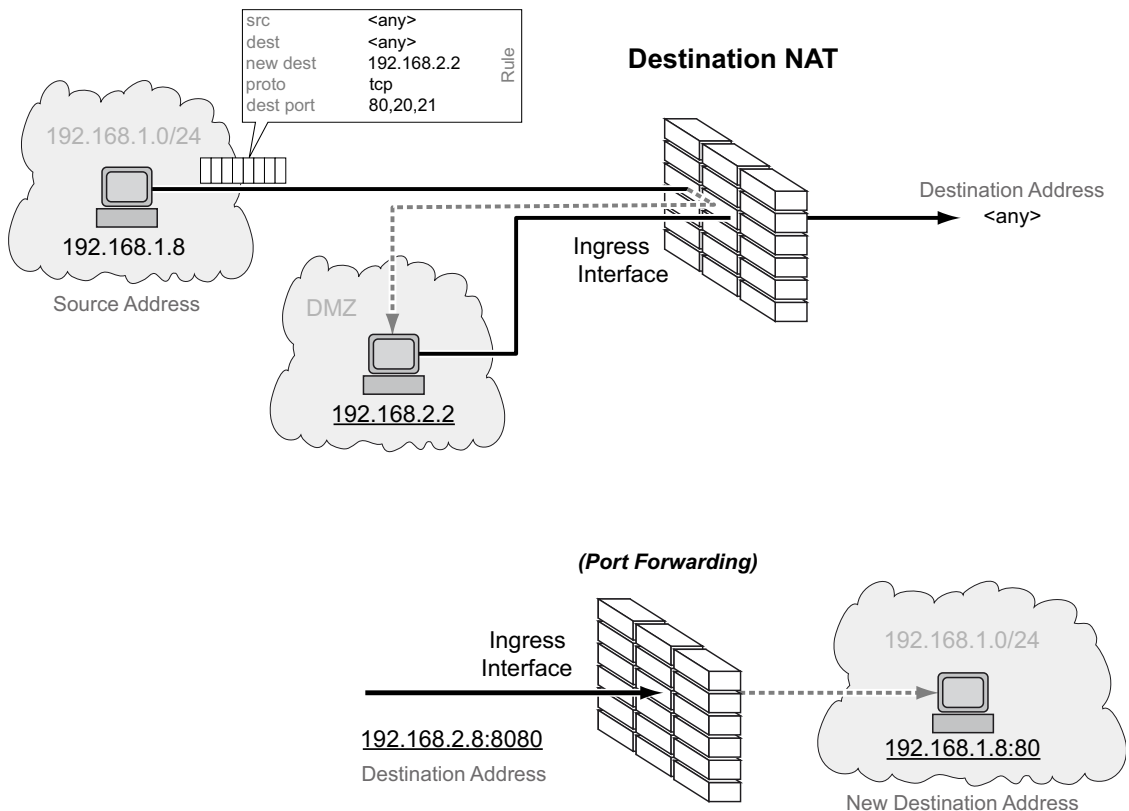 src <any>
dest <any>
new dest 192.168.2.2
proto tcp
dest port 80,20,21
Rule
Destination NAT
192.168.1.0/24
192.168.1.8
Source Address
Destination Address
<any>
Ingress
Interface
DMZ
192.168.2.2
(Port Forwarding)
Ingress
Interface
192.168.2.8:8080
Destination Address
192.168.1.0/24
192.168.1.8:80
New Destination Address